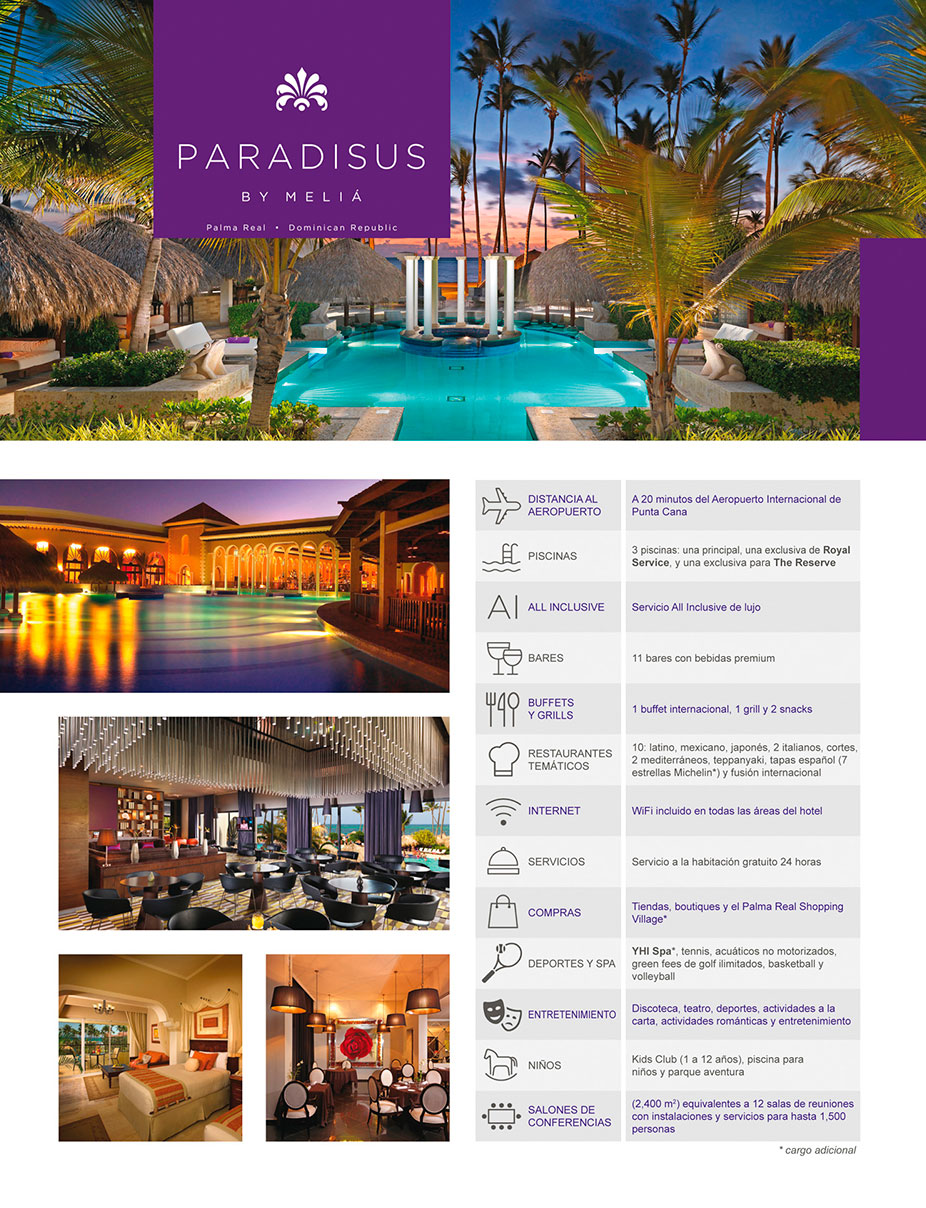 PARADISUS
BY MELIÁ
Palma Real • Dominican Republic
DISTANCIA AL
AEROPUERTO
A 20 minutos del Aeropuerto Internacional de
Punta Cana
PISCINAS
3 piscinas: una principal, una exclusiva de Royal
Service, y una exclusiva para The Reserve
AI
ALL INCLUSIVE
Servicio All Inclusive de lujo
BARES
11 bares con bebidas premium
BUFFETS
Y GRILLS
1 buffet internacional, 1 grill y 2 snacks
RESTAURANTES
TEMÁTICOS
10: latino, mexicano, japonés, 2 italianos, cortes,
2 mediterráneos, teppanyaki, tapas español (7
estrellas Michelin*) y fusión internacional
INTERNET
WiFi incluido en todas las áreas del hotel
SERVICIOS
Servicio a la habitación gratuito 24 horas
COMPRAS
Tiendas, boutiques y el Palma Real Shopping
Village*
DEPORTES Y SPA
YHI Spa*, tennis, acuáticos no motorizados,
green fees de golf ilimitados, basketball y
volleyball
ENTRETENIMIENTO
Discoteca, teatro, deportes, actividades a la
carta, actividades románticas y entretenimiento
NIÑOS
Kids Club (1 a 12 años), piscina para
niños y parque aventura
SALONES DE
CONFERENCIAS
(2,400 m²) equivalentes a 12 salas de reuniones
con instalaciones y servicios para hasta 1,500
personas
* cargo adicional